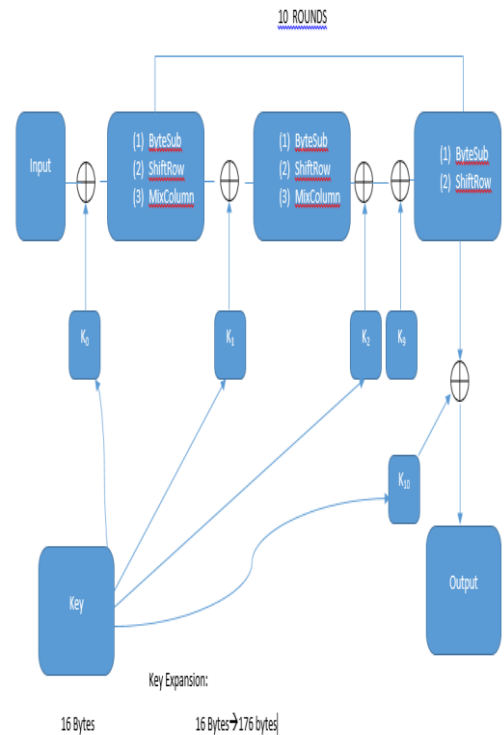 10 ROUNDS
Input
(1) ByteSub
(2) ShiftRow
(3) MixColumn
(1) ByteSub
(2) ShiftRow
(3) MixColumn
(1) ByteSub
(2) ShiftRow
K₀
K₁
K₂
K₉
K₁₀
Key
Output
Key Expansion:
16 Bytes
16 Bytes→176 bytes